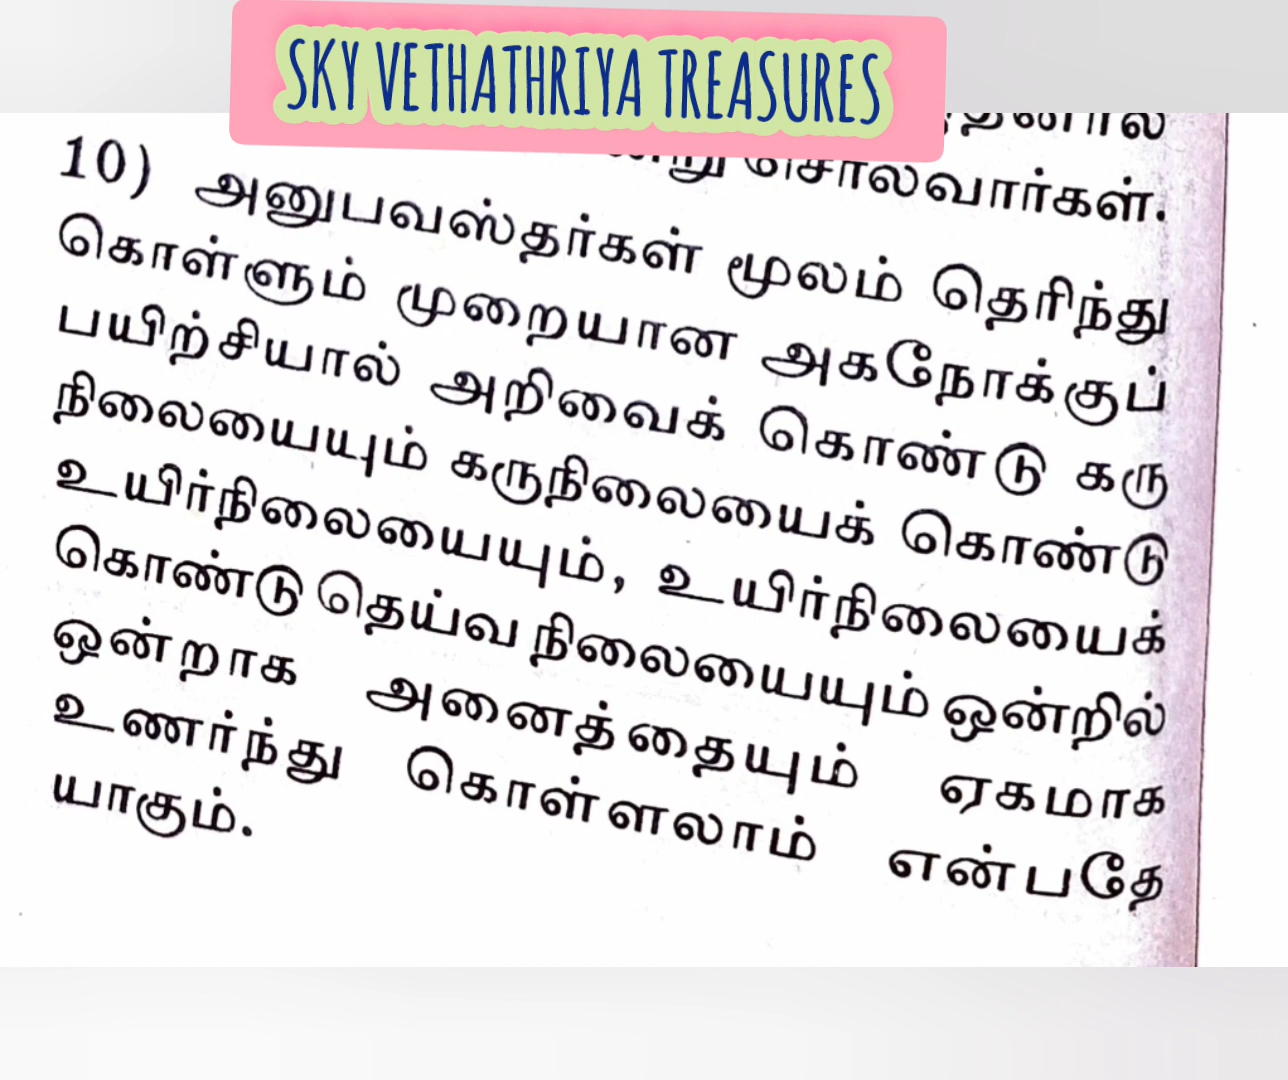 SKY VETHATHRIYA TREASURES
சொல்வார்கள்.
10) அனுபவஸ்தர்கள் மூலம் தெரிந்து
கொள்ளும் முறையான அகநோக்குப்
பயிற்சியால் அறிவைக் கொண்டு கரு
நிலையையும் கருநிலையைக் கொண்டு
உயிர்நிலையையும், உயிர்நிலையைக்
கொண்டு தெய்வ நிலையையும் ஒன்றில்
ஒன்றாக அனைத்தையும் ஏகமாக
உணர்ந்து கொள்ளலாம் என்பதே
யாகும்.